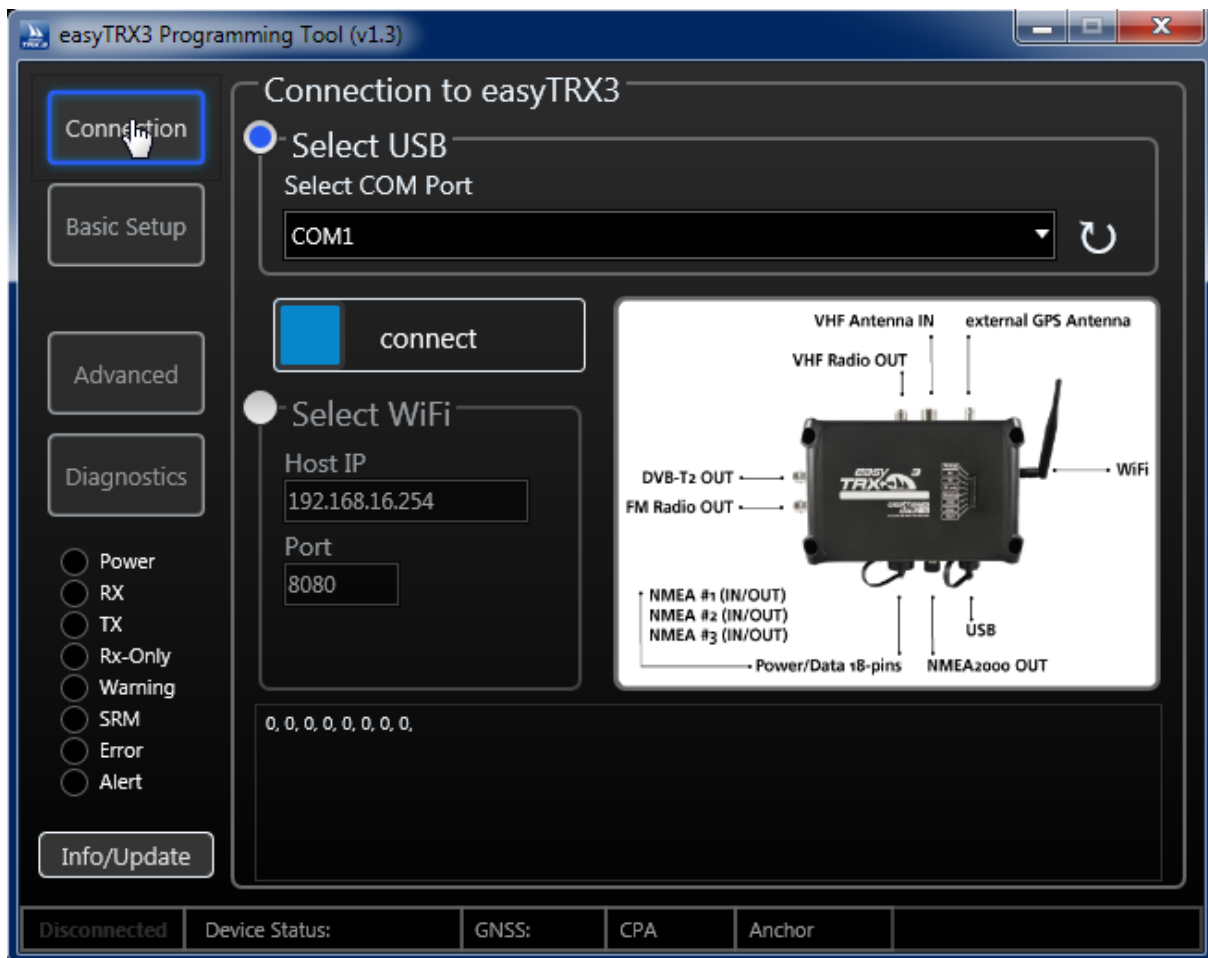 easyTRX3 Programming Tool (v1.3)
Connection
Basic Setup
Advanced
Diagnostics
Power
RX
TX
Rx-Only
Warning
SRM
Error
Alert
Info/Update
Connection to easyTRX3
Select USB
Select COM Port
COM1
connect
Select WiFi
Host IP
192.168.16.254
Port
8080
VHF Antenna IN
external GPS Antenna
VHF Radio OUT
DVB-T2 OUT
WiFi
FM Radio OUT
easy
TRX 3
NMEA #1 (IN/OUT)
NMEA #2 (IN/OUT)
NMEA #3 (IN/OUT)
USB
Power/Data 18-pins
NMEA2000 OUT
0, 0, 0, 0, 0, 0, 0, 0,
Disconnected
Device Status:
GNSS:
CPA
Anchor